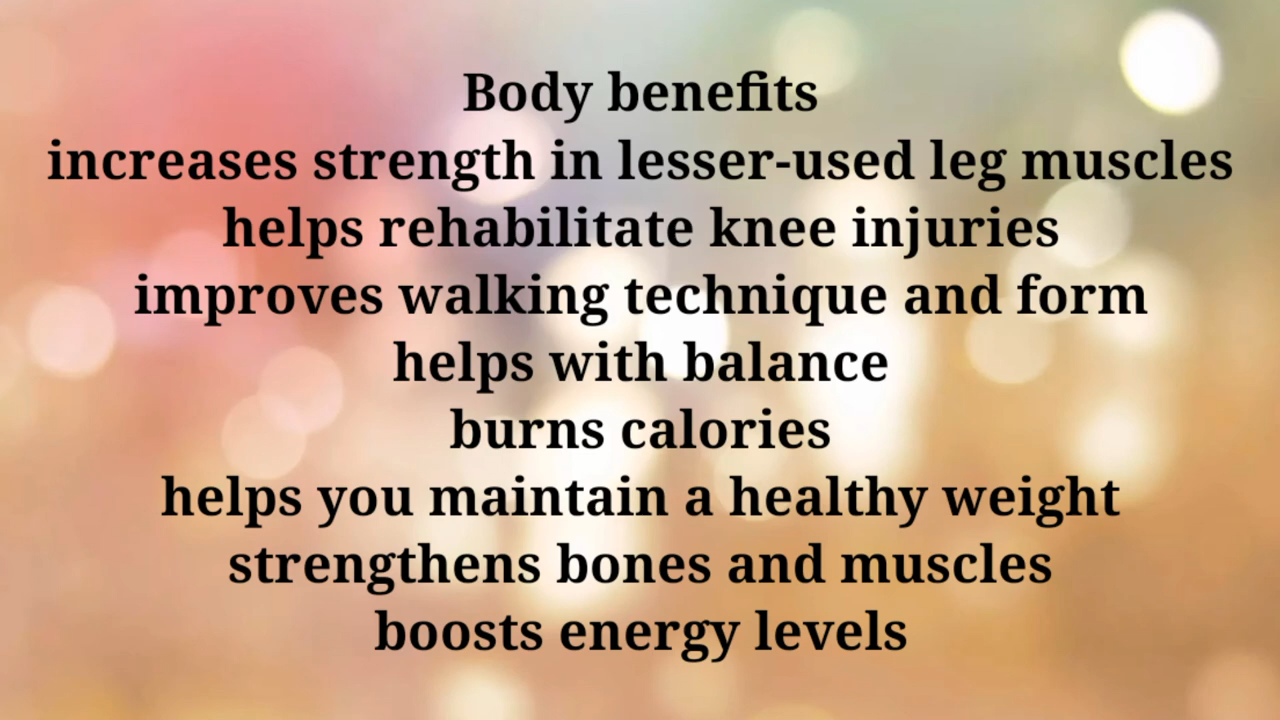 Body benefits
increases strength in lesser-used leg muscles
helps rehabilitate knee injuries
improves walking technique and form
helps with balance
burns calories
helps you maintain a healthy weight
strengthens bones and muscles
boosts energy levels